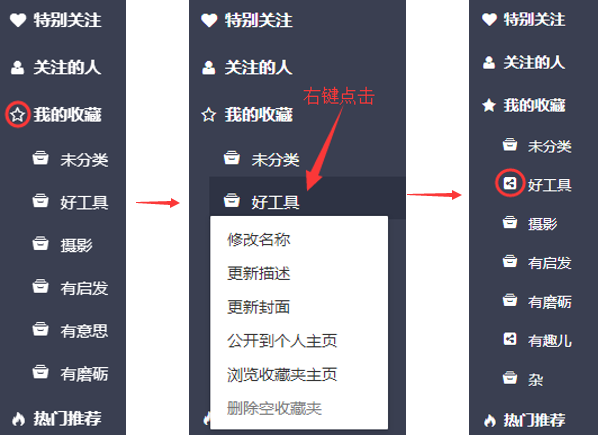 特别关注
关注的人
我的收藏
未分类
好工具
摄影
有启发
有意思
有磨砺
热门推荐
特别关注
关注的人
我的收藏
右键点击
未分类
好工具
修改名称
更新描述
更新封面
公开到个人主页
浏览收藏夹主页
删除空收藏夹
特别关注
关注的人
我的收藏
未分类
好工具
摄影
有启发
有磨砺
有趣儿
杂
热门推荐